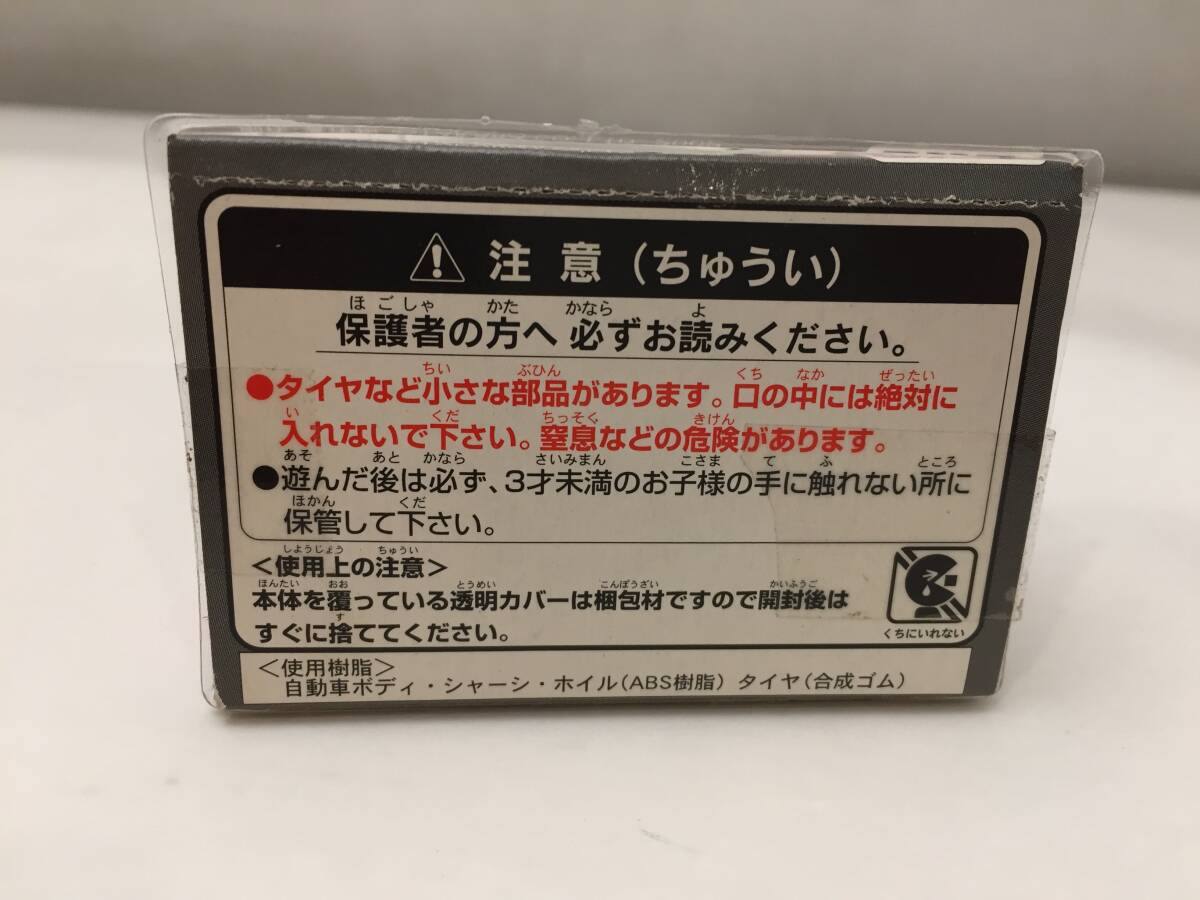 注意(ちゅうい)
ほごしゃ かた かなら よ
保護者の方へ 必ずお読みください。
ちい ぶひん くち なか ぜったい
●タイヤなど小さな部品があります。口の中には絶対に
い くだ ちっそく きけん
入れないで下さい。窒息などの危険があります。
あそ あと かなら さいみまん こさま て ふ ところ
●遊んだ後は必ず、3才未満のお子様の手に触れない所に
ほかん くだ
保管して下さい。
しようじょう ちゅうい
<使用上の注意>
ほんたい おお とうめい こんぽうざい かいふうご
本体を覆っている透明カバーは梱包材ですので開封後は
す
すぐに捨ててください。
くちにいれない
<使用樹脂>
自動車ボディ・シャーシ・ホイル(ABS樹脂) タイヤ(合成ゴム)